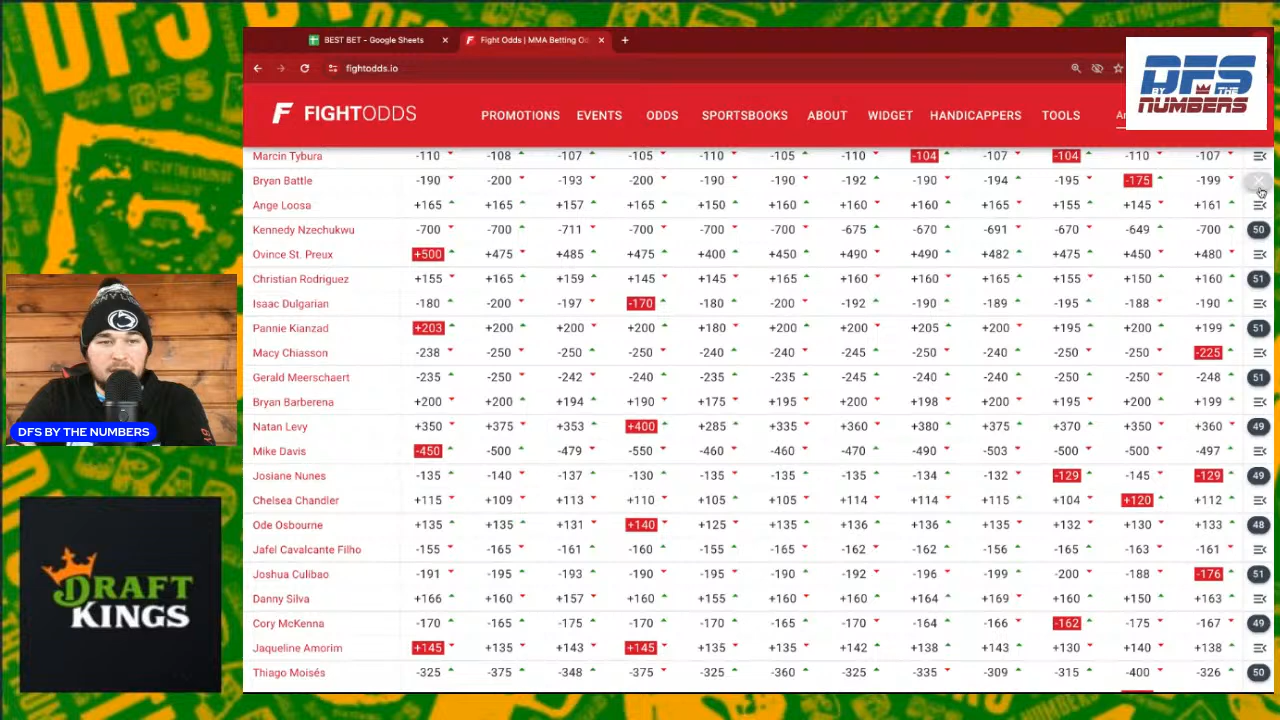 BEST BET - Google Sheets
Fight Odds | MMA Betting O
fightodds.io
FIGHTODDS
PROMOTIONS EVENTS ODDS SPORTSBOOKS ABOUT WIDGET HANDICAPPERS TOOLS
DFS
BY THE
NUMBERS
Marcin Tybura -110 -108 -107 -105 -110 -105 -110 -104 -107 -104 -110 -107
Bryan Battle -190 -200 -193 -200 -190 -190 -192 -190 -194 -195 -175 -199
Ange Loosa +165 +165 +157 +165 +150 +160 +160 +160 +165 +155 +145 +161
Kennedy Nzechukwu -700 -700 -711 -700 -700 -700 -675 -670 -691 -670 -649 -700 50
Ovince St. Preux +500 +475 +485 +475 +400 +450 +490 +490 +482 +475 +450 +480
Christian Rodriguez +155 +165 +159 +145 +145 +165 +160 +160 +165 +155 +150 +160 51
Isaac Dulgarian -180 -200 -197 -170 -180 -200 -192 -190 -189 -195 -188 -190
Pannie Kianzad +203 +200 +200 +200 +180 +200 +200 +205 +200 +195 +200 +199 51
Macy Chiasson -238 -250 -250 -250 -240 -240 -245 -250 -240 -250 -250 -225
Gerald Meerschaert -235 -250 -242 -240 -235 -235 -245 -240 -240 -250 -250 -248 51
Bryan Barberena +200 +200 +194 +190 +175 +195 +200 +198 +200 +195 +200 +199
Natan Levy +350 +375 +353 +400 +285 +335 +360 +380 +375 +370 +350 +360 49
Mike Davis -450 -500 -479 -550 -460 -460 -470 -490 -503 -500 -500 -497
Josiane Nunes -135 -140 -137 -130 -135 -135 -135 -134 -132 -129 -145 -129 49
Chelsea Chandler +115 +109 +113 +110 +105 +105 +114 +114 +115 +104 +120 +112
Ode Osbourne +135 +135 +131 +140 +125 +135 +136 +136 +135 +132 +130 +133 48
Jafel Cavalcante Filho -155 -165 -161 -160 -155 -165 -162 -162 -156 -165 -163 -161
Joshua Culibao -191 -195 -193 -190 -195 -190 -192 -196 -199 -200 -188 -176 51
Danny Silva +166 +160 +157 +160 +155 +160 +160 +164 +169 +160 +150 +163
Cory McKenna -170 -165 -175 -170 -170 -165 -170 -164 -166 -162 -175 -167 49
Jaqueline Amorim +145 +135 +143 +145 +135 +135 +142 +138 +143 +130 +140 +138
Thiago Moisés -325 -375 -348 -375 -325 -360 -325 -335 -309 -315 -400 -326 50
DFS BY THE NUMBERS
DRAFT
KINGS